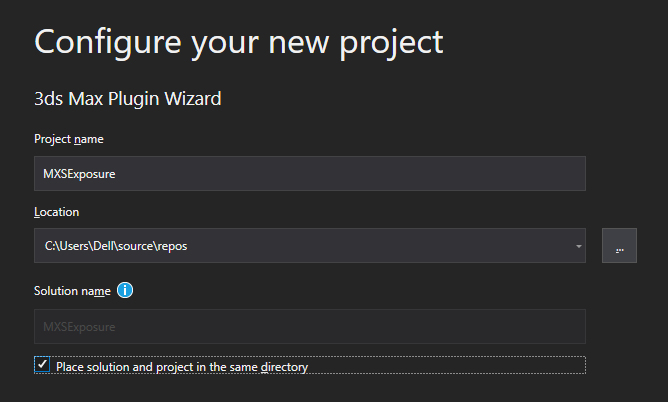 Configure your new project
3ds Max Plugin Wizard
Project name
MXSExposure
Location
C:\Users\Dell\source\repos
...
Solution name
i
MXSExposure
Place solution and project in the same directory